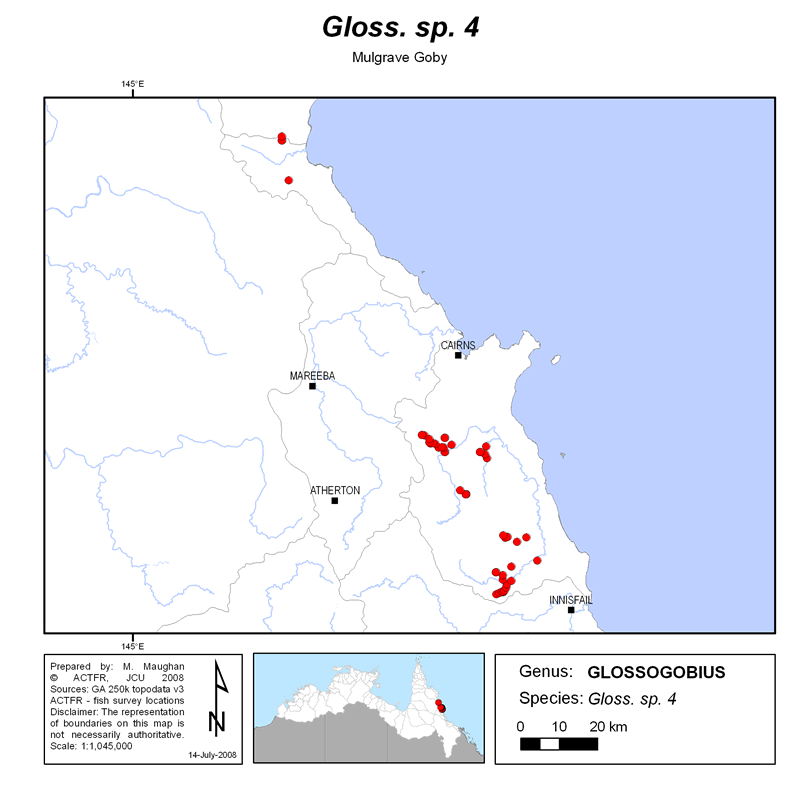 Gloss. sp. 4
Mulgrave Goby
145°E
CAIRNS
MAREEBA
ATHERTON
INNISFAIL
145°E
Prepared by: M. Maughan
© ACTFR, JCU 2008
Sources: GA 250k topodata v3
ACTFR - fish survey locations
Disclaimer: The representation
of boundaries on this map is
not necessarily authoritative.
Scale: 1:1,045,000
N
14-July-2008
Genus: GLOSSOGOBIUS
Species: Gloss. sp. 4
0 10 20 km